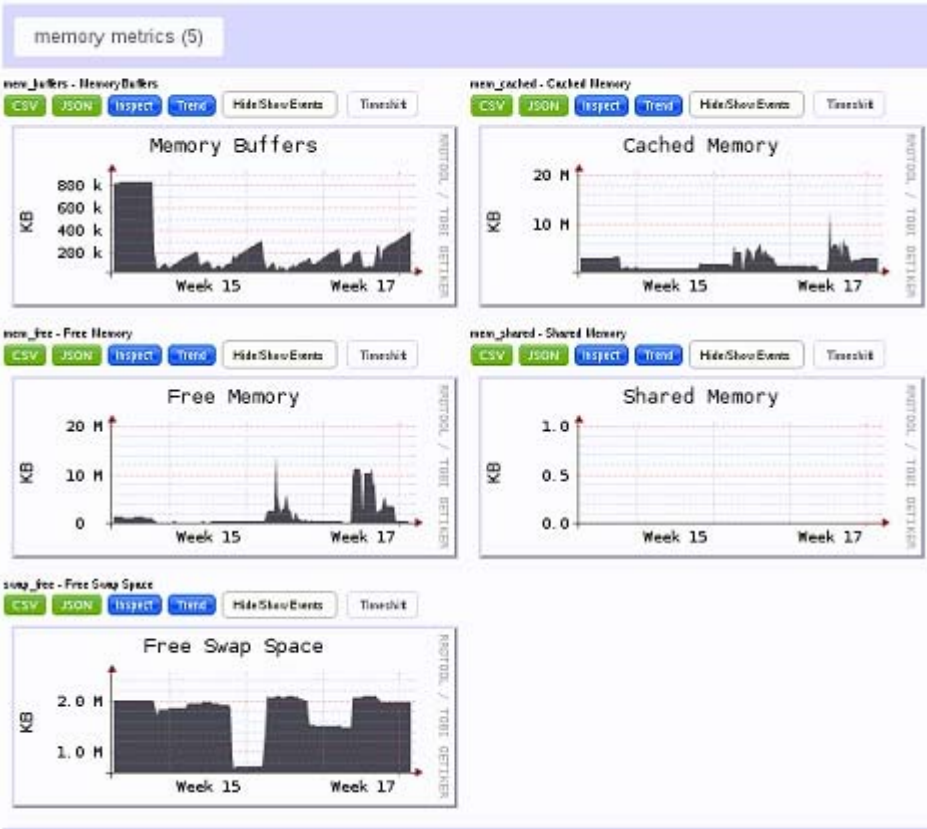 memory metrics (5)
mem_buffers - Memory Buffers
CSV JSON Inspect Trend Hide/Show Events Timeshift
Memory Buffers
800 k
600 k
400 k
200 k
KB
Week 15 Week 17
RRDTOOL / TOBI OETIKER
mem_cached - Cached Memory
CSV JSON Inspect Trend Hide/Show Events Timeshift
Cached Memory
20 M
10 M
KB
Week 15 Week 17
RRDTOOL / TOBI OETIKER
mem_free - Free Memory
CSV JSON Inspect Trend Hide/Show Events Timeshift
Free Memory
20 M
10 M
0
KB
Week 15 Week 17
RRDTOOL / TOBI OETIKER
mem_shared - Shared Memory
CSV JSON Inspect Trend Hide/Show Events Timeshift
Shared Memory
1.0
0.5
0.0
KB
Week 15 Week 17
RRDTOOL / TOBI OETIKER
swap_free - Free Swap Space
CSV JSON Inspect Trend Hide/Show Events Timeshift
Free Swap Space
2.0 M
1.0 M
KB
Week 15 Week 17
RRDTOOL / TOBI OETIKER